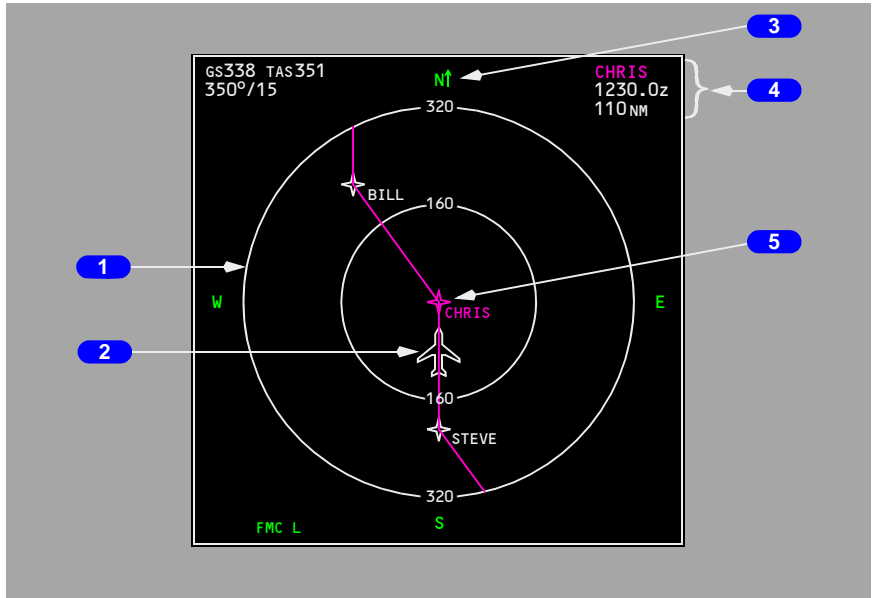 3
GS338 TAS351
350°/15
N↑
CHRIS
1230.0z
110NM
4
320
BILL
160
5
1
W
E
CHRIS
2
160
STEVE
320
S
FMC L